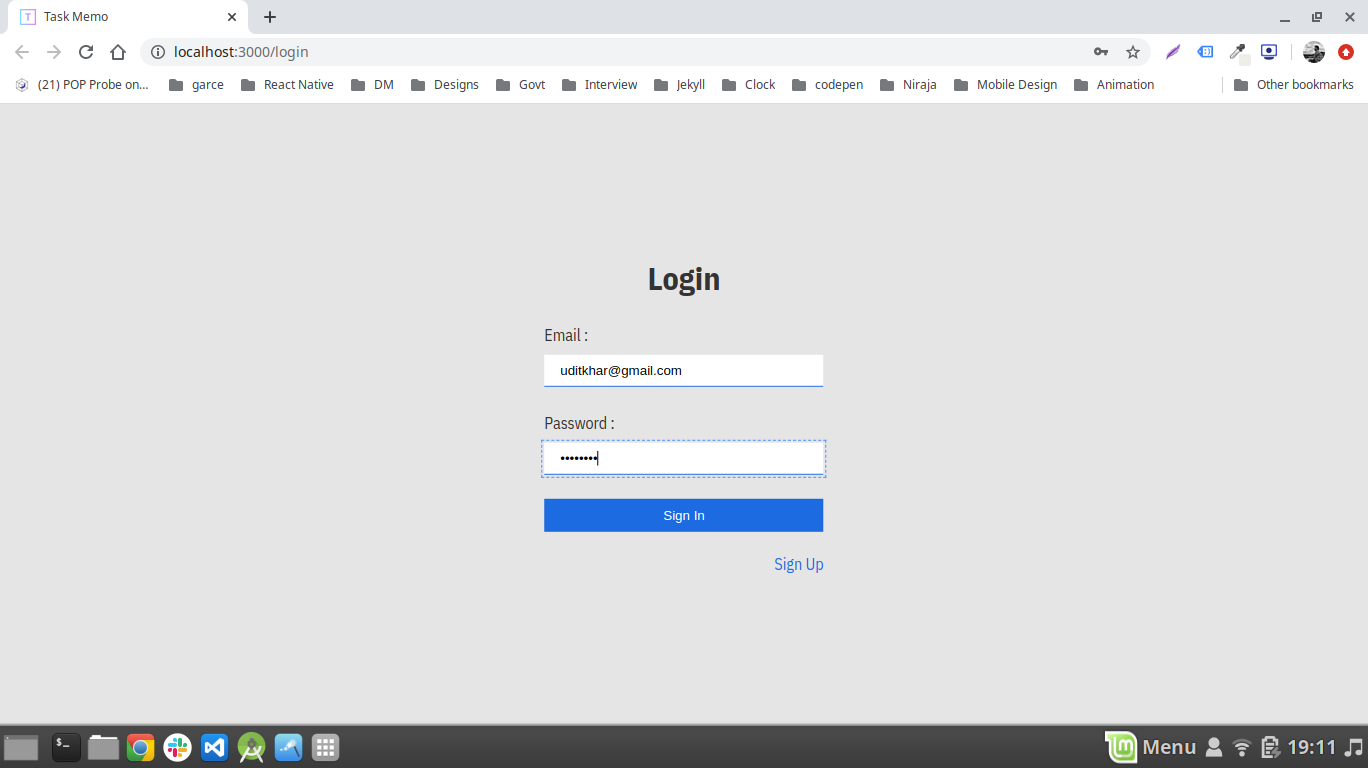 T Task Memo
localhost:3000/login
(21) POP Probe on... garce React Native DM Designs Govt Interview Jekyll Clock codepen Niraja Mobile Design Animation Other bookmarks
Login
Email :
uditkhar@gmail.com
Password :
••••••••
Sign In
Sign Up
$_ Menu 19:11